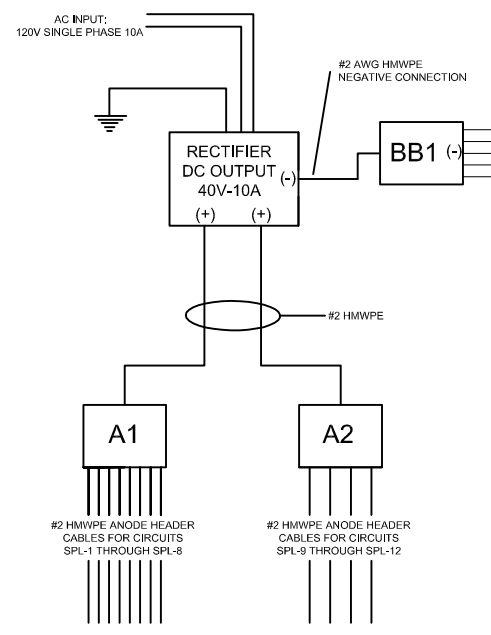 AC INPUT:
120V SINGLE PHASE 10A
#2 AWG HMWPE
NEGATIVE CONNECTION
RECTIFIER
DC OUTPUT
40V-10A
(-)
(+) (+)
BB1 (-)
#2 HMWPE
A1
A2
#2 HMWPE ANODE HEADER
CABLES FOR CIRCUITS
SPL-1 THROUGH SPL-8
#2 HMWPE ANODE HEADER
CABLES FOR CIRCUITS
SPL-9 THROUGH SPL-12